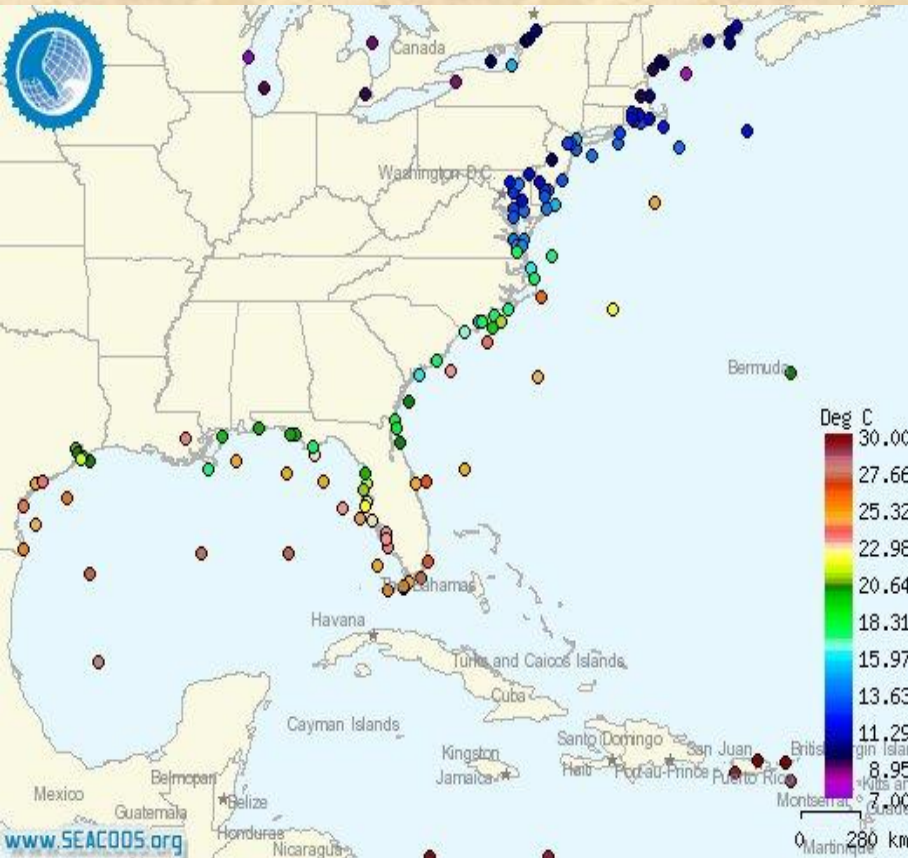 Canada
Washington D.C.
Bermuda
Deg C
30.00
27.66
25.32
22.98
20.64
18.31
15.97
13.63
11.29
8.95
7.00
The Bahamas
Havana
Turks and Caicos Islands
Cuba
Cayman Islands
Santo Domingo
San Juan
Kingston
Jamaica
Haiti
Port-au-Prince
Puerto Rico
Belmopan
Mexico
Belize
Guatemala
Montserrat
Honduras
Nicaragua
Martinique
0 280 km
www.SEACOOS.org